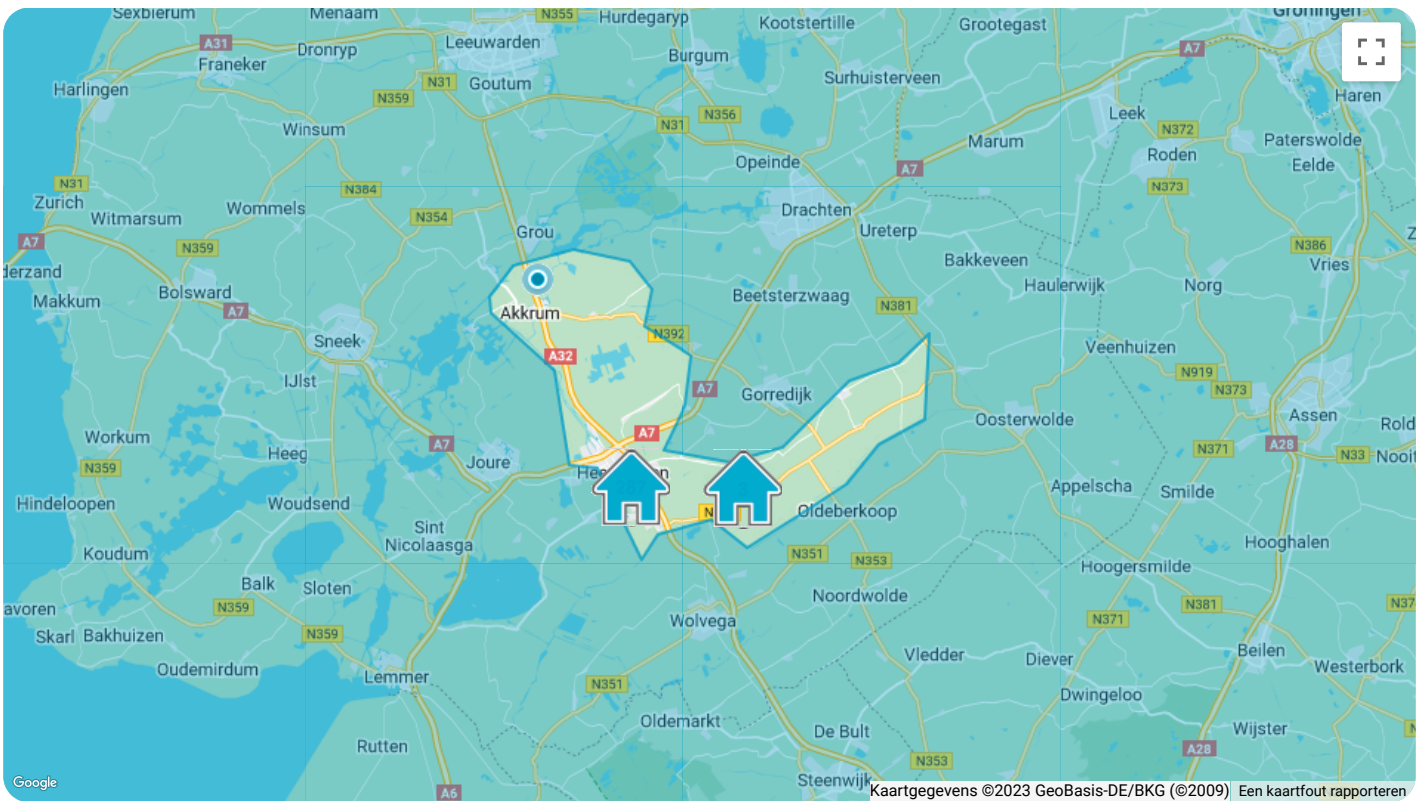 Sexbierum
Menaam
N355
Hurdegaryp
Kootstertille
Grootegast
Groningen
A31
Dronryp
Leeuwarden
A7
Franeker
Burgum
Harlingen
N31
Goutum
Surhuisterveen
Haren
N359
N356
Leek
Winsum
N31
N372
Marum
Paterswolde
Opeinde
Roden
Eelde
A7
N31
N384
N373
Zurich
Witmarsum
Wommels
N354
Drachten
Grou
Ureterp
A7
N359
N386
Bakkeveen
Vries
derzand
Bolsward
Haulerwijk
Norg
Makkum
Beetsterzwaag
N381
A7
Akkrum
N392
Sneek
Veenhuizen
A32
N919
IJlst
A7
Gorredijk
N373
Oosterwolde
Assen
Workum
A7
A7
N371
A28
Rold
Heeg
Joure
N33
Nooit
N359
Appelscha
Smilde
Hindeloopen
Woudsend
Oldeberkoop
Sint
Nicolaasga
Hooghalen
Koudum
N351
N353
Hoogersmilde
Balk
Sloten
Noordwolde
avoren
N359
N381
N37
Skarl
Bakhuizen
N359
Wolvega
N371
Oudemirdum
Vledder
Diever
Beilen
Westerbork
Lemmer
N351
Dwingeloo
Oldemarkt
De Bult
Wijster
Rutten
A28
N353
Steenwijk
Google
A6
Kaartgegevens ©2023 GeoBasis-DE/BKG (©2009)
Een kaartfout rapporteren